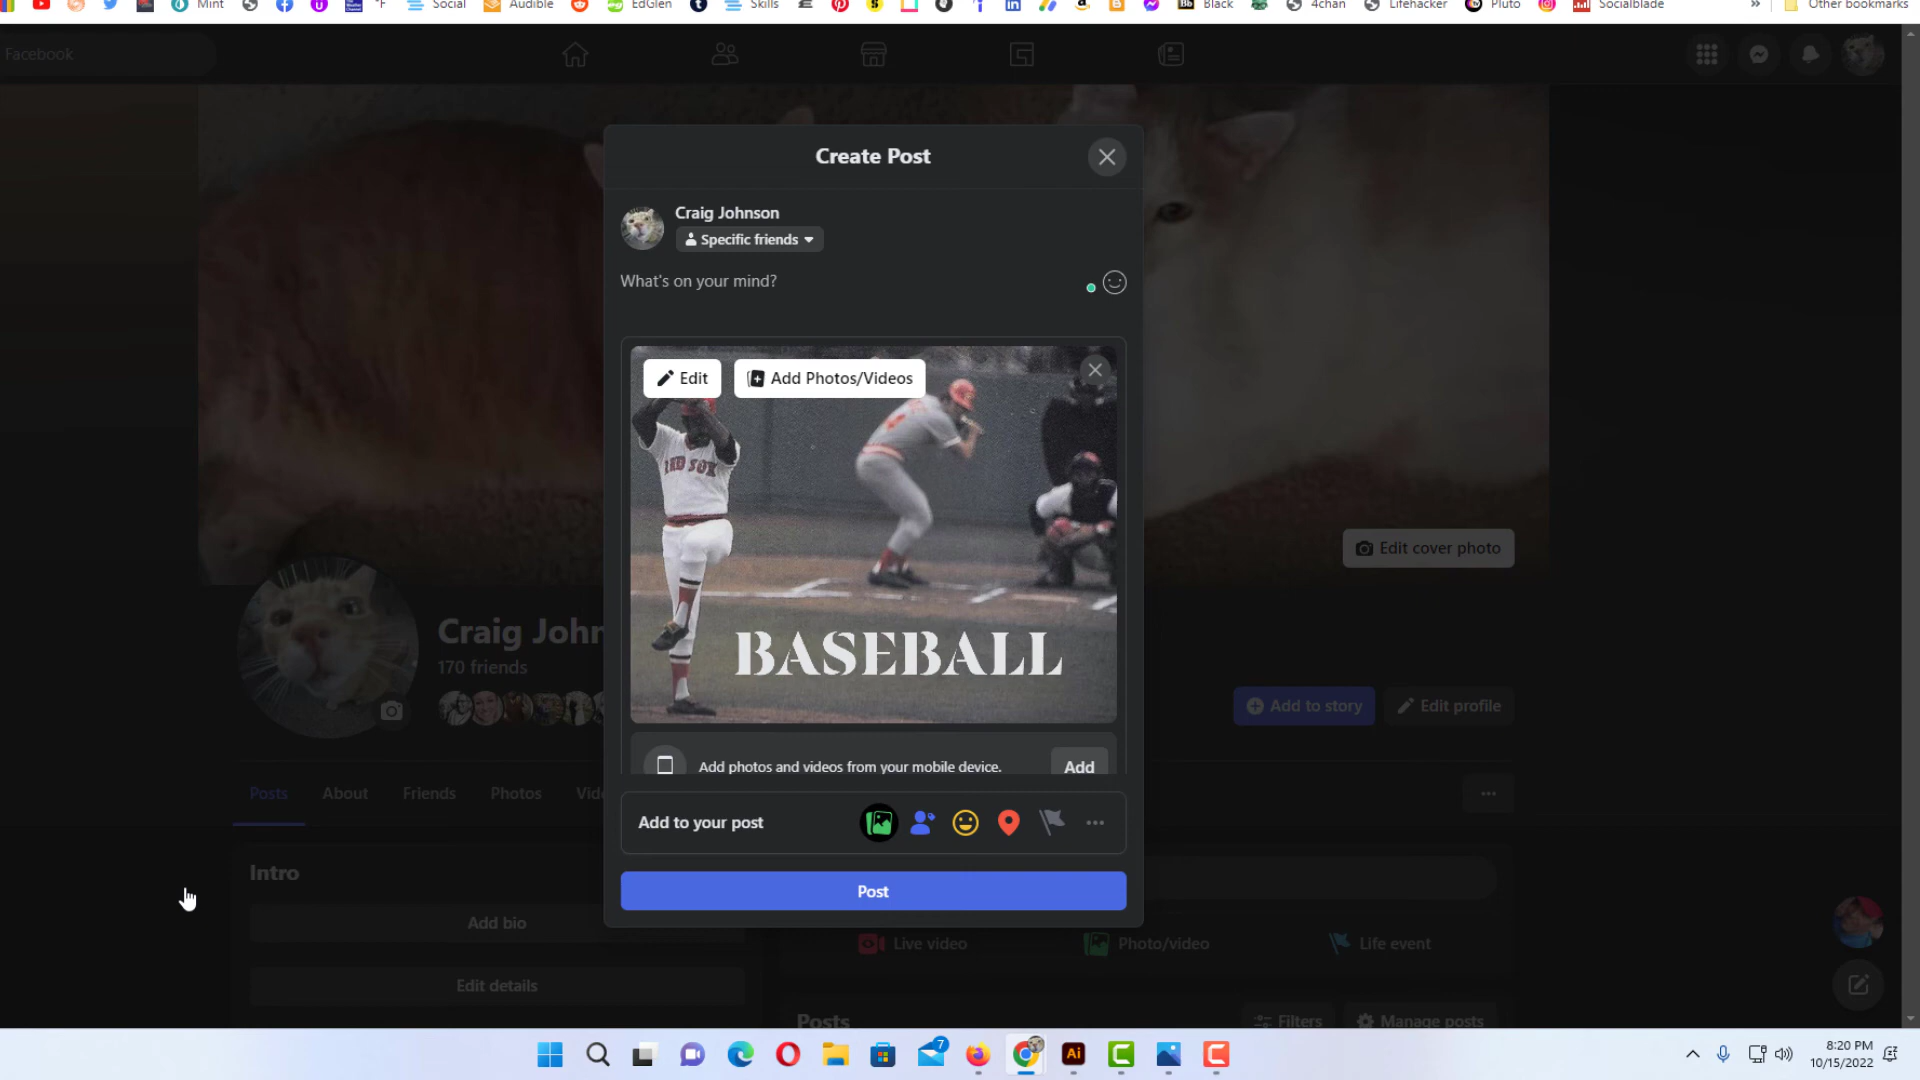 Mint
°F
Social
Audible
EdGlen
Skills
Black
4chan
Lifehacker
Pluto
Socialblade
»
Other bookmarks
Facebook
Create Post
Craig Johnson
Specific friends
What's on your mind?
Edit
Add Photos/Videos
RED SOX
BASEBALL
Add photos and videos from your mobile device.
Add
Add to your post
Post
Edit cover photo
Craig John
170 friends
Add to story
Edit profile
Posts
About
Friends
Photos
Vide
Intro
Add bio
Edit details
Live video
Photo/video
Life event
Posts
Filters
Manage posts
7
Ai
8:20 PM
10/15/2022